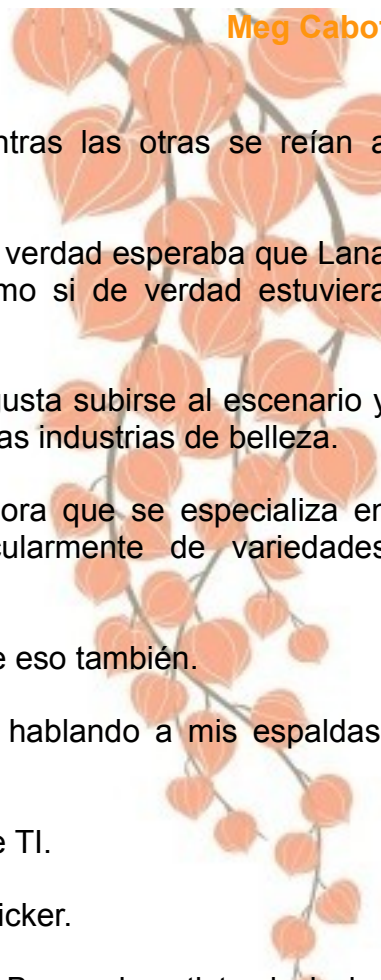 Meg Cabot
ntras las otras se reían a
verdad esperaba que Lana
mo si de verdad estuviera
usta subirse al escenario y
as industrias de belleza.
ora que se especializa en
cularmente de variedades
e eso también.
hablando a mis espaldas.
e TI.
icker.